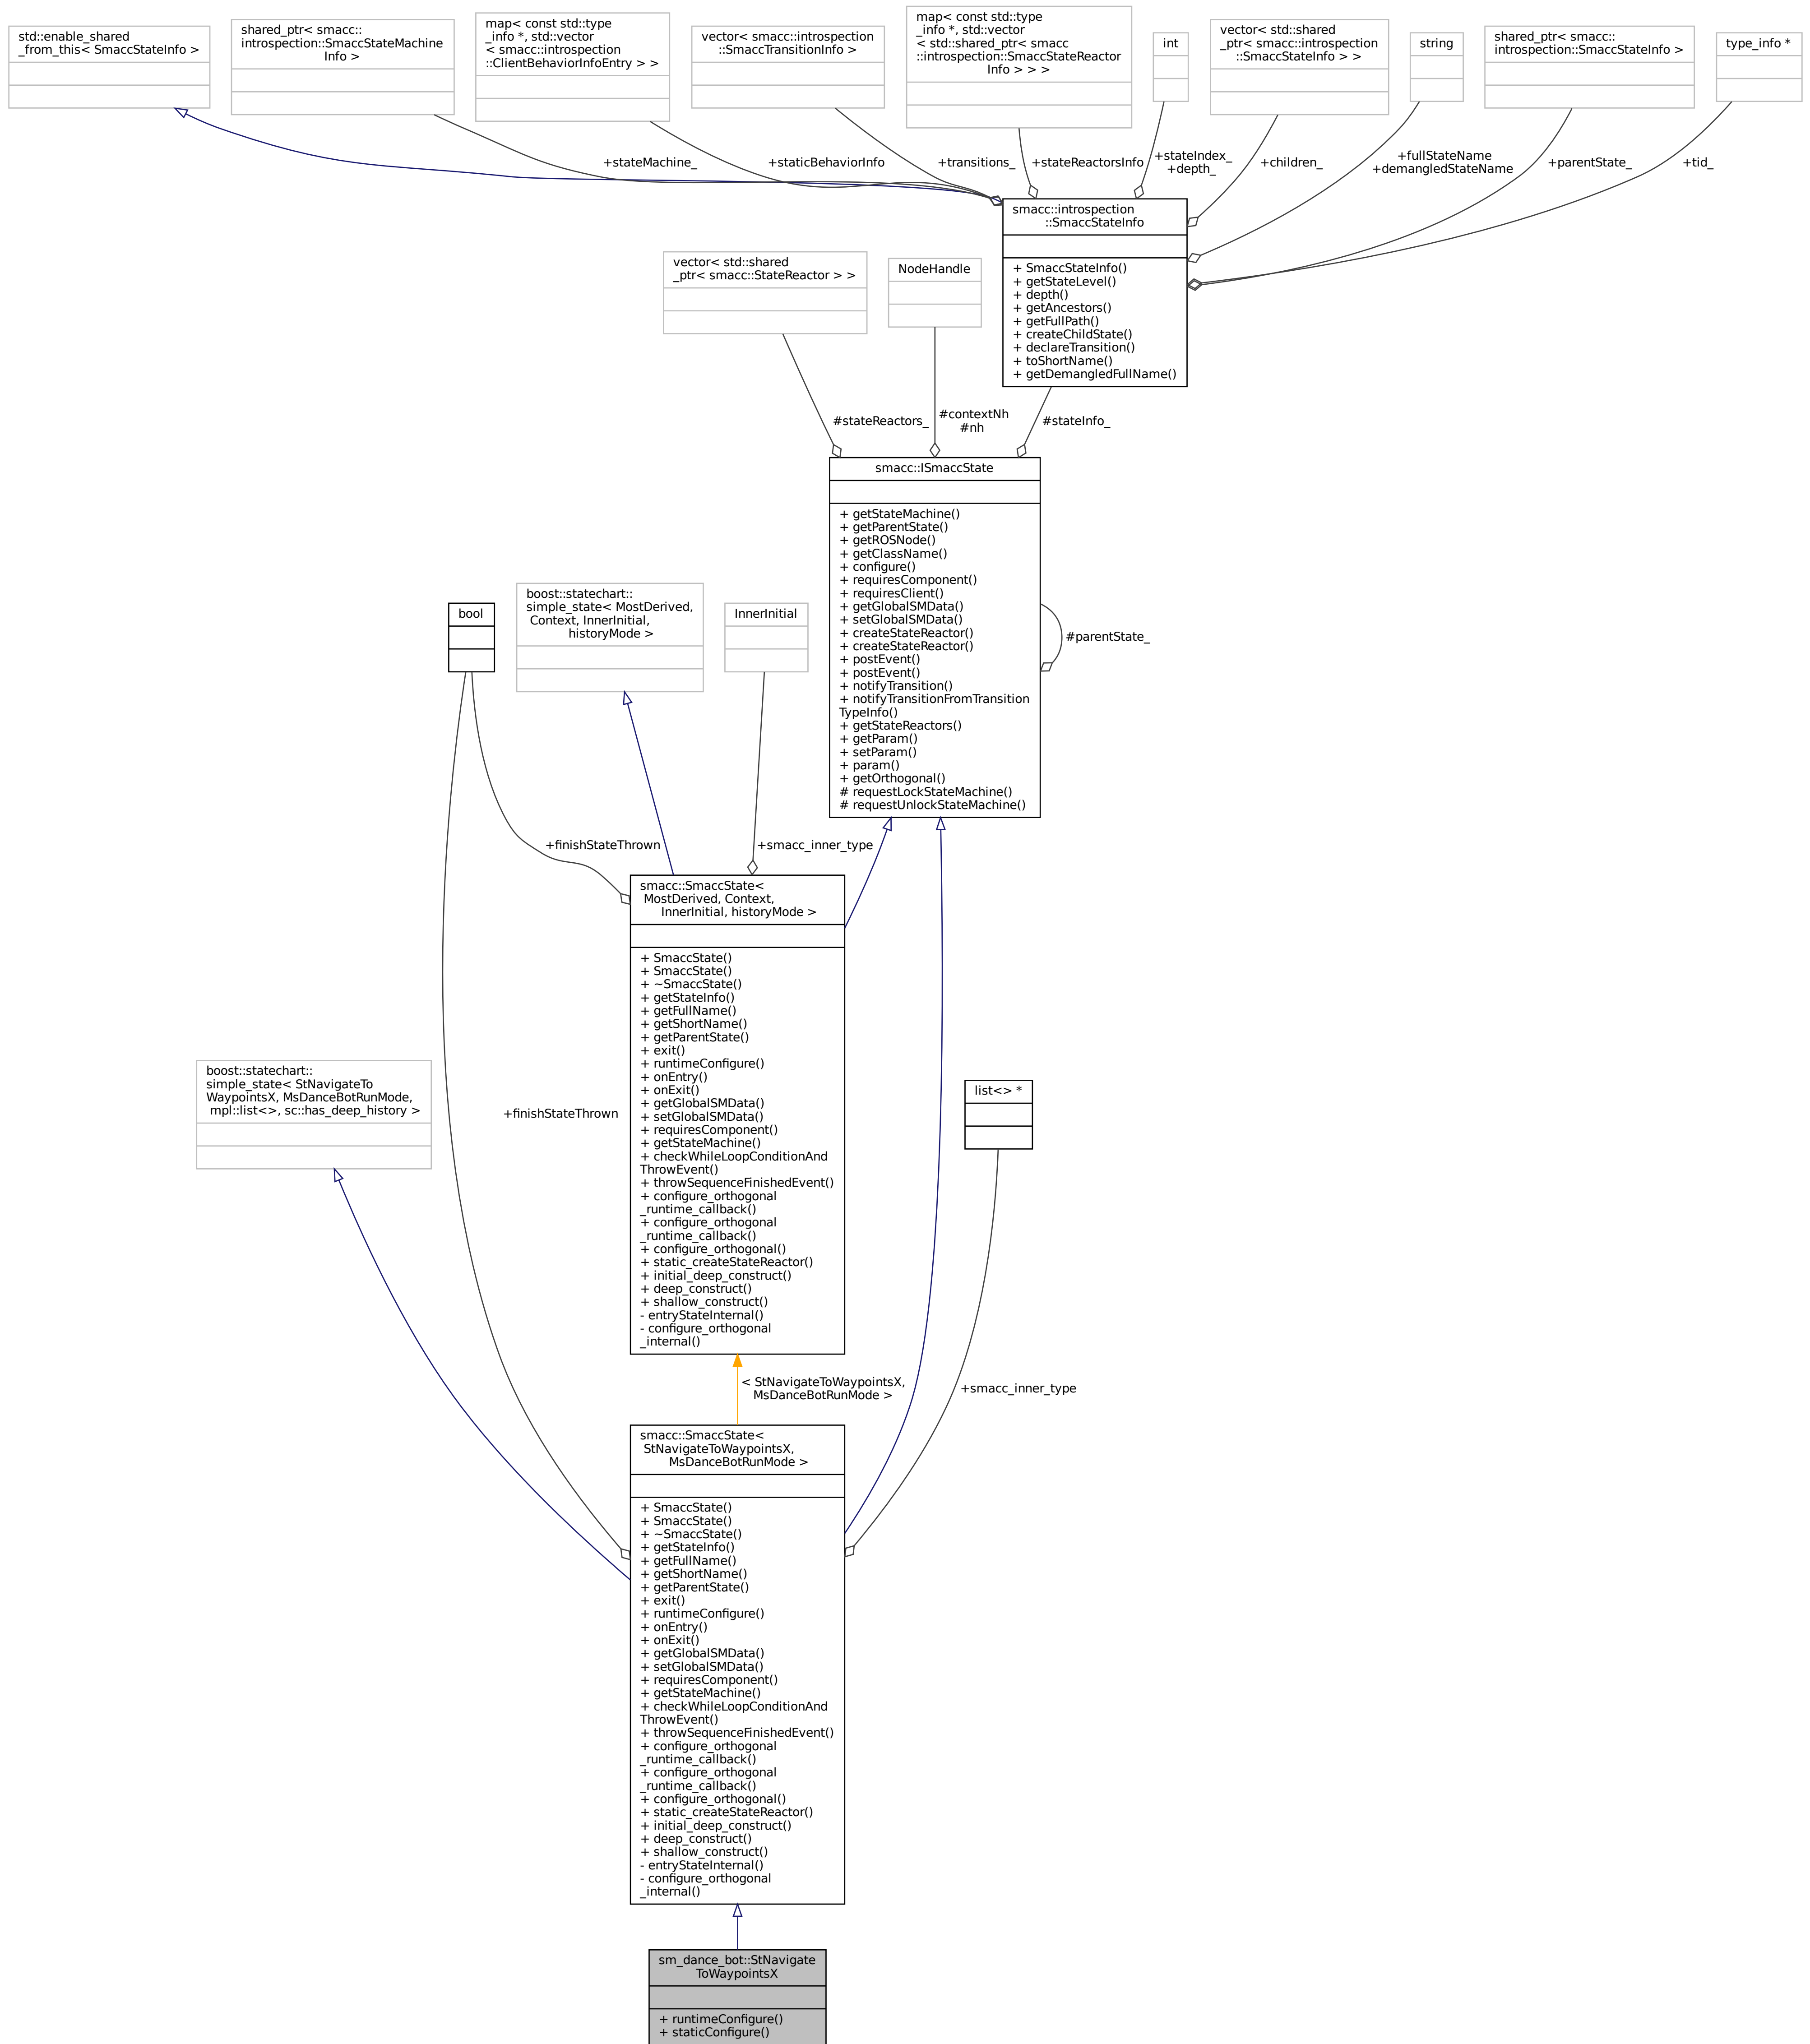 std::enable_shared
_from_this< SmaccStateInfo >
shared_ptr< smacc::
introspection::SmaccStateMachine
Info >
map< const std::type
_info *, std::vector
< smacc::introspection
::ClientBehaviorInfoEntry > >
vector< smacc::introspection
::SmaccTransitionInfo >
map< const std::type
_info *, std::vector
< std::shared_ptr< smacc
::introspection::SmaccStateReactor
Info > > >
int
vector< std::shared
_ptr< smacc::introspection
::SmaccStateInfo > >
string
shared_ptr< smacc::
introspection::SmaccStateInfo >
type_info *
+stateMachine_
+staticBehaviorInfo
+transitions_
+stateReactorsInfo
+stateIndex_
+depth_
+children_
+fullStateName
+demangledStateName
+parentState_
+tid_
smacc::introspection
::SmaccStateInfo
+ SmaccStateInfo()
+ getStateLevel()
+ depth()
+ getAncestors()
+ getFullPath()
+ createChildState()
+ declareTransition()
+ toShortName()
+ getDemangledFullName()
vector< std::shared
_ptr< smacc::StateReactor > >
NodeHandle
#stateReactors_
#contextNh
#nh
#stateInfo_
smacc::ISmaccState
+ getStateMachine()
+ getParentState()
+ getROSNode()
+ getClassName()
+ configure()
+ requiresComponent()
+ requiresClient()
+ getGlobalSMData()
+ setGlobalSMData()
+ createStateReactor()
+ createStateReactor()
+ postEvent()
+ postEvent()
+ notifyTransition()
+ notifyTransitionFromTransition
TypeInfo()
+ getStateReactors()
+ getParam()
+ setParam()
+ param()
+ getOrthogonal()
# requestLockStateMachine()
# requestUnlockStateMachine()
#parentState_
bool
boost::statechart::
simple_state< MostDerived,
Context, InnerInitial,
historyMode >
InnerInitial
+finishStateThrown
+smacc_inner_type
smacc::SmaccState<
MostDerived, Context,
InnerInitial, historyMode >
+ SmaccState()
+ SmaccState()
+ ~SmaccState()
+ getStateInfo()
+ getFullName()
+ getShortName()
+ getParentState()
+ exit()
+ runtimeConfigure()
+ onEntry()
+ onExit()
+ getGlobalSMData()
+ setGlobalSMData()
+ requiresComponent()
+ getStateMachine()
+ checkWhileLoopConditionAnd
ThrowEvent()
+ throwSequenceFinishedEvent()
+ configure_orthogonal
_runtime_callback()
+ configure_orthogonal
_runtime_callback()
+ configure_orthogonal()
+ static_createStateReactor()
+ initial_deep_construct()
+ deep_construct()
+ shallow_construct()
- entryStateInternal()
- configure_orthogonal
_internal()
boost::statechart::
simple_state< StNavigateTo
WaypointsX, MsDanceBotRunMode,
mpl::list<>, sc::has_deep_history >
+finishStateThrown
list<> *
< StNavigateToWaypointsX,
MsDanceBotRunMode >
+smacc_inner_type
smacc::SmaccState<
StNavigateToWaypointsX,
MsDanceBotRunMode >
+ SmaccState()
+ SmaccState()
+ ~SmaccState()
+ getStateInfo()
+ getFullName()
+ getShortName()
+ getParentState()
+ exit()
+ runtimeConfigure()
+ onEntry()
+ onExit()
+ getGlobalSMData()
+ setGlobalSMData()
+ requiresComponent()
+ getStateMachine()
+ checkWhileLoopConditionAnd
ThrowEvent()
+ throwSequenceFinishedEvent()
+ configure_orthogonal
_runtime_callback()
+ configure_orthogonal
_runtime_callback()
+ configure_orthogonal()
+ static_createStateReactor()
+ initial_deep_construct()
+ deep_construct()
+ shallow_construct()
- entryStateInternal()
- configure_orthogonal
_internal()
sm_dance_bot::StNavigate
ToWaypointsX
+ runtimeConfigure()
+ staticConfigure()